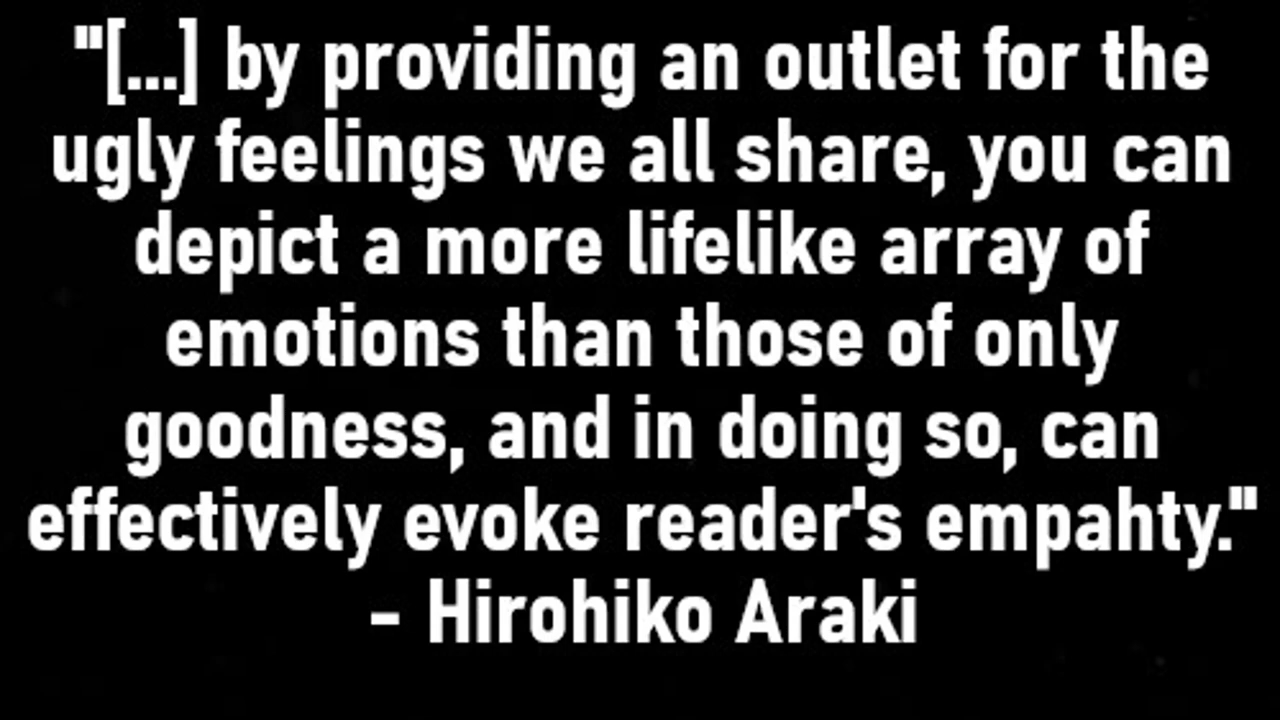 "[...] by providing an outlet for the
ugly feelings we all share, you can
depict a more lifelike array of
emotions than those of only
goodness, and in doing so, can
effectively evoke reader's empahty."
- Hirohiko Araki